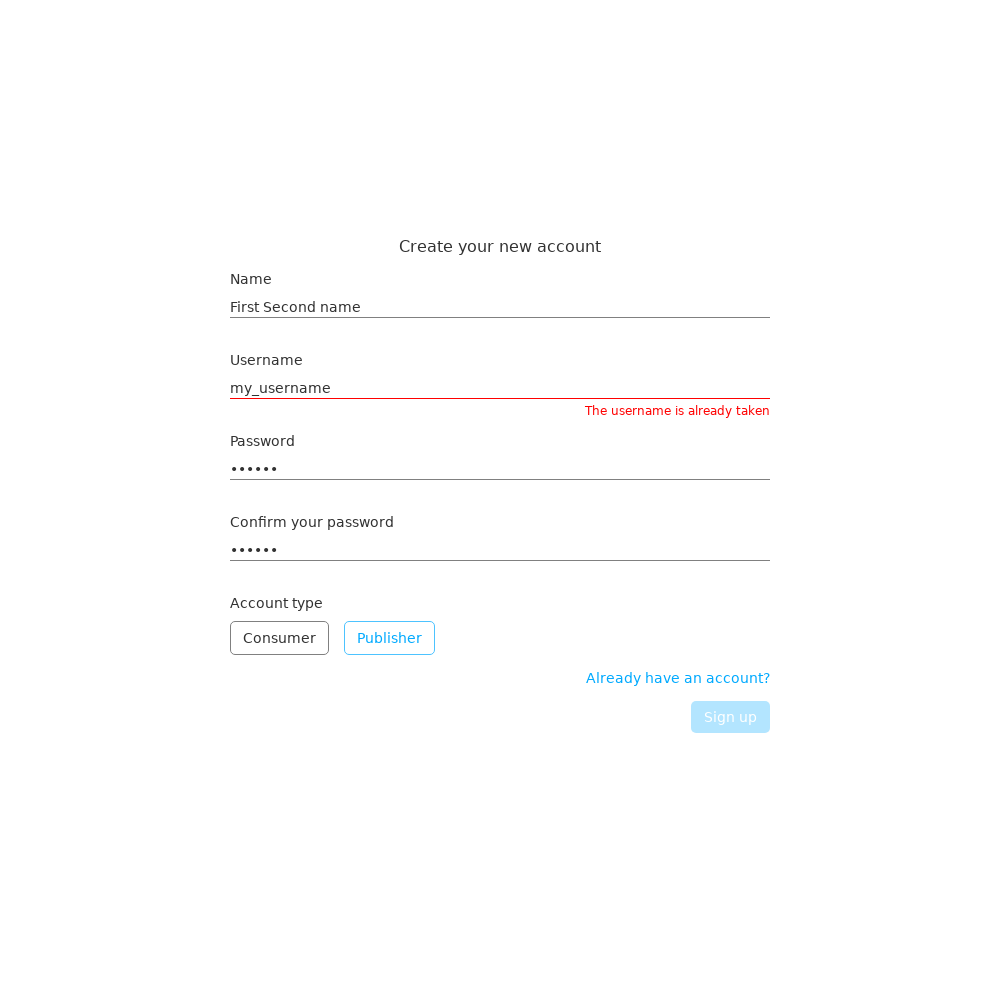 Create your new account
Name
First Second name
Username
my_username
The username is already taken
Password
••••••
Confirm your password
••••••
Account type
Consumer Publisher
Already have an account?
Sign up